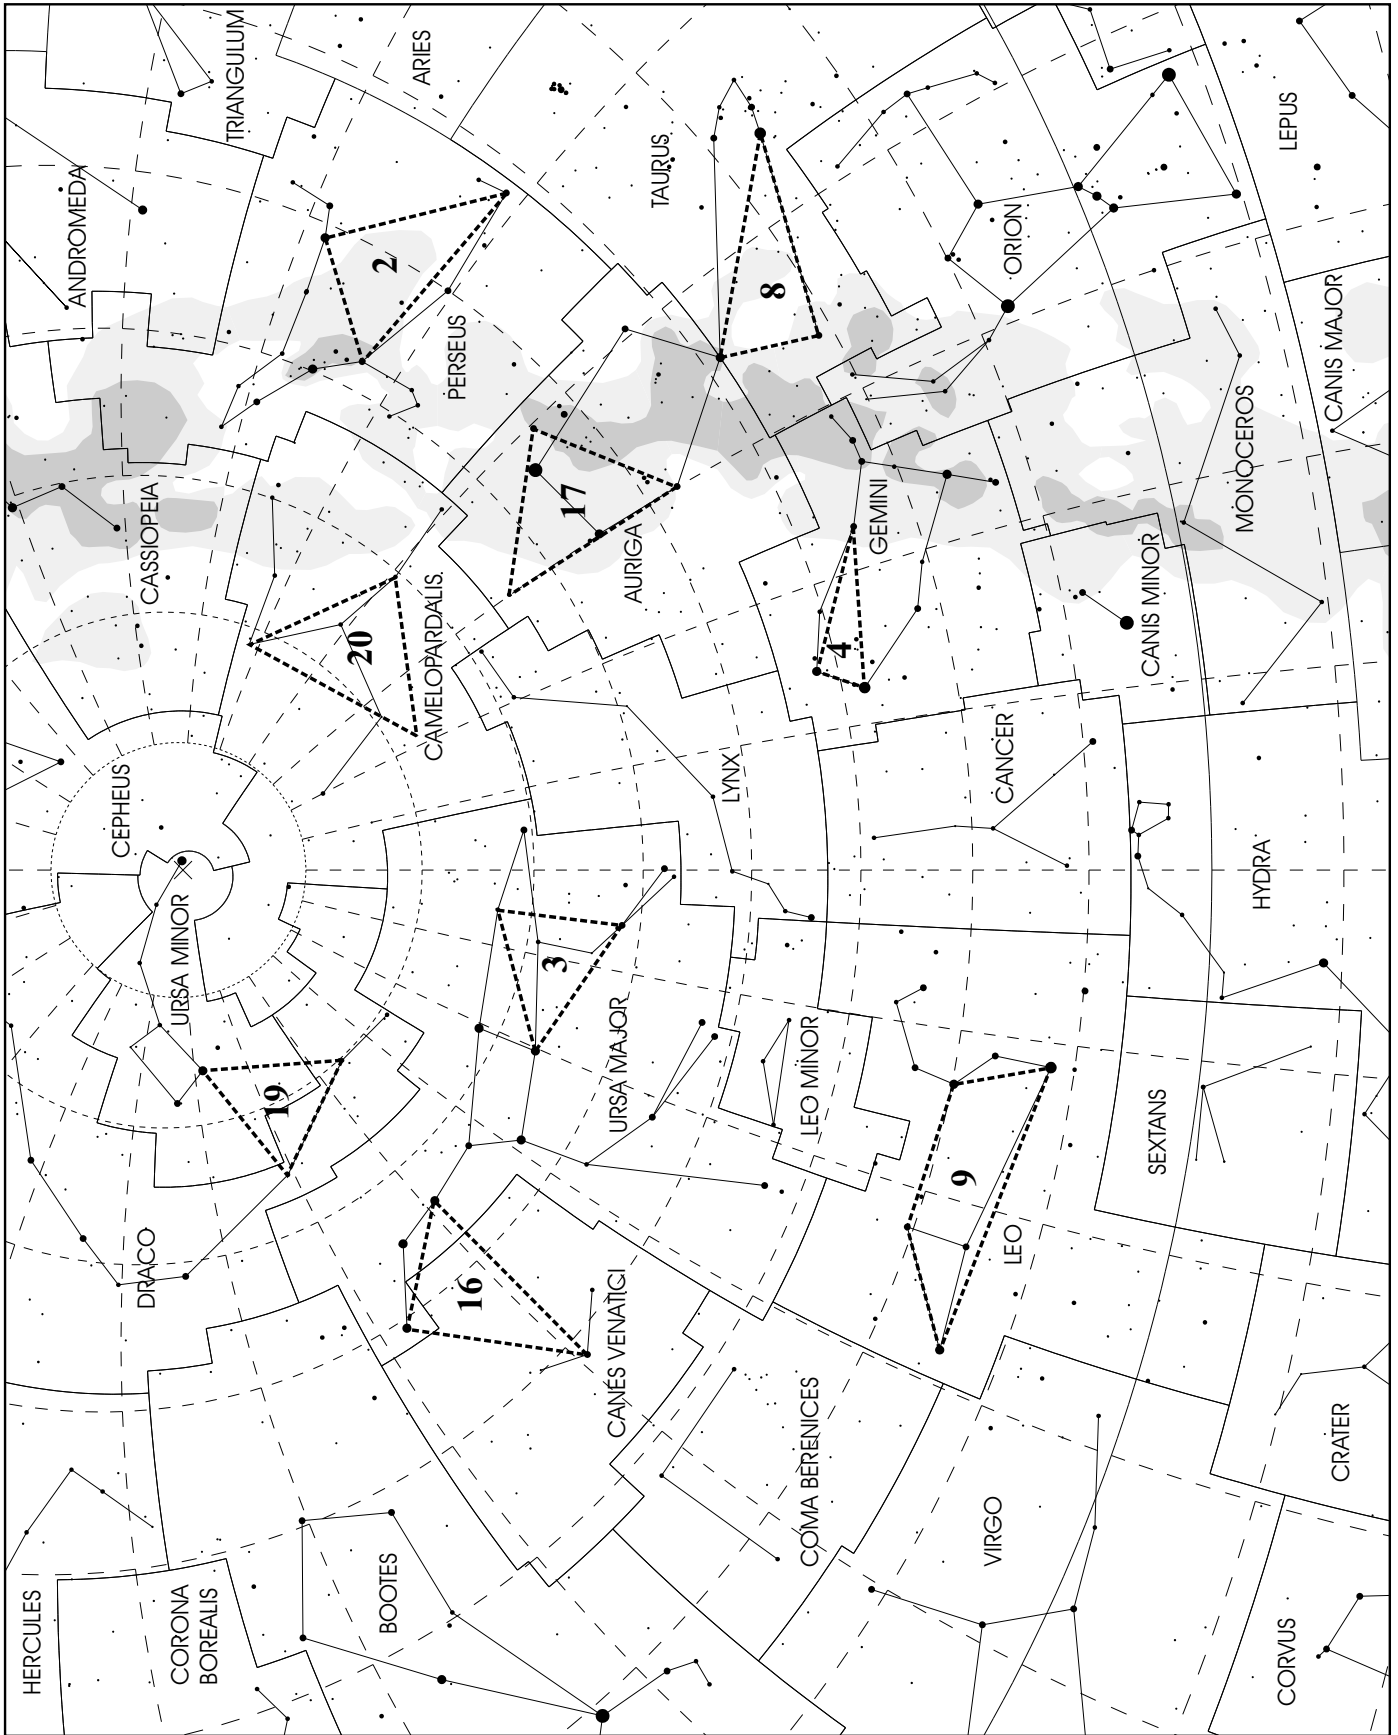 TRIANGULUM
ARIES
ANDROMEDA
TAURUS
LEPUS
2
8
ORION
PERSEUS
CANIS MAJOR
MONOCEROS
CASSIOPEIA
17
GEMINI
AURIGA
CANIS MINOR
20
4
CAMELOPARDALIS
CEPHEUS
LYNX
CANCER
HYDRA
URSA MINOR
3
URSA MAJOR
LEO MINOR
19
SEXTANS
9
DRACO
LEO
16
CANES VENATICI
COMA BERENICES
CRATER
VIRGO
HERCULES
CORONA
BOREALIS
BOOTES
CORVUS